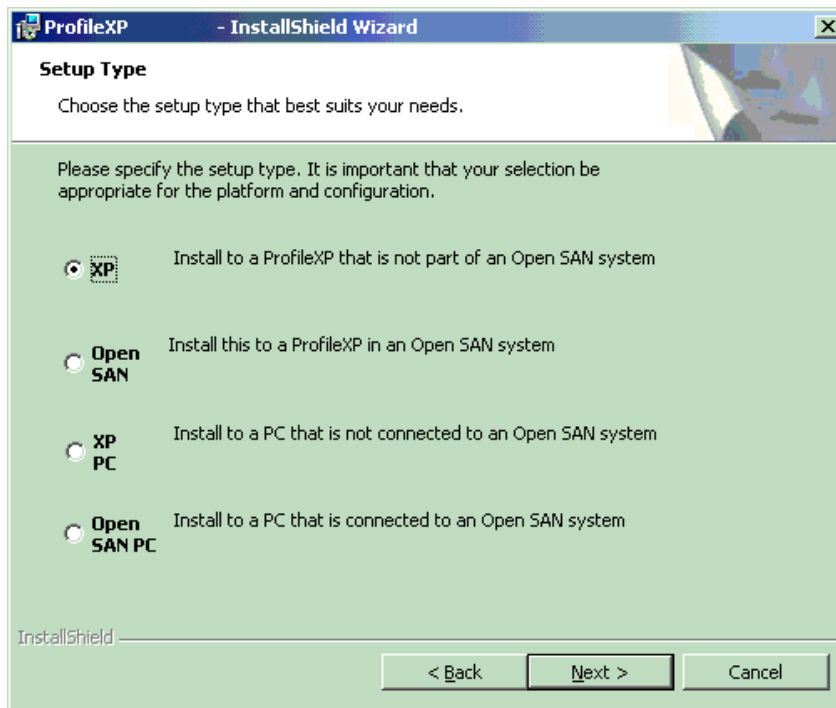 ProfileXP - InstallShield Wizard
Setup Type
Choose the setup type that best suits your needs.
Please specify the setup type. It is important that your selection be
appropriate for the platform and configuration.
XP Install to a ProfileXP that is not part of an Open SAN system
Open Install this to a ProfileXP in an Open SAN system
SAN
XP Install to a PC that is not connected to an Open SAN system
PC
Open Install to a PC that is connected to an Open SAN system
SAN PC
InstallShield
< Back Next > Cancel